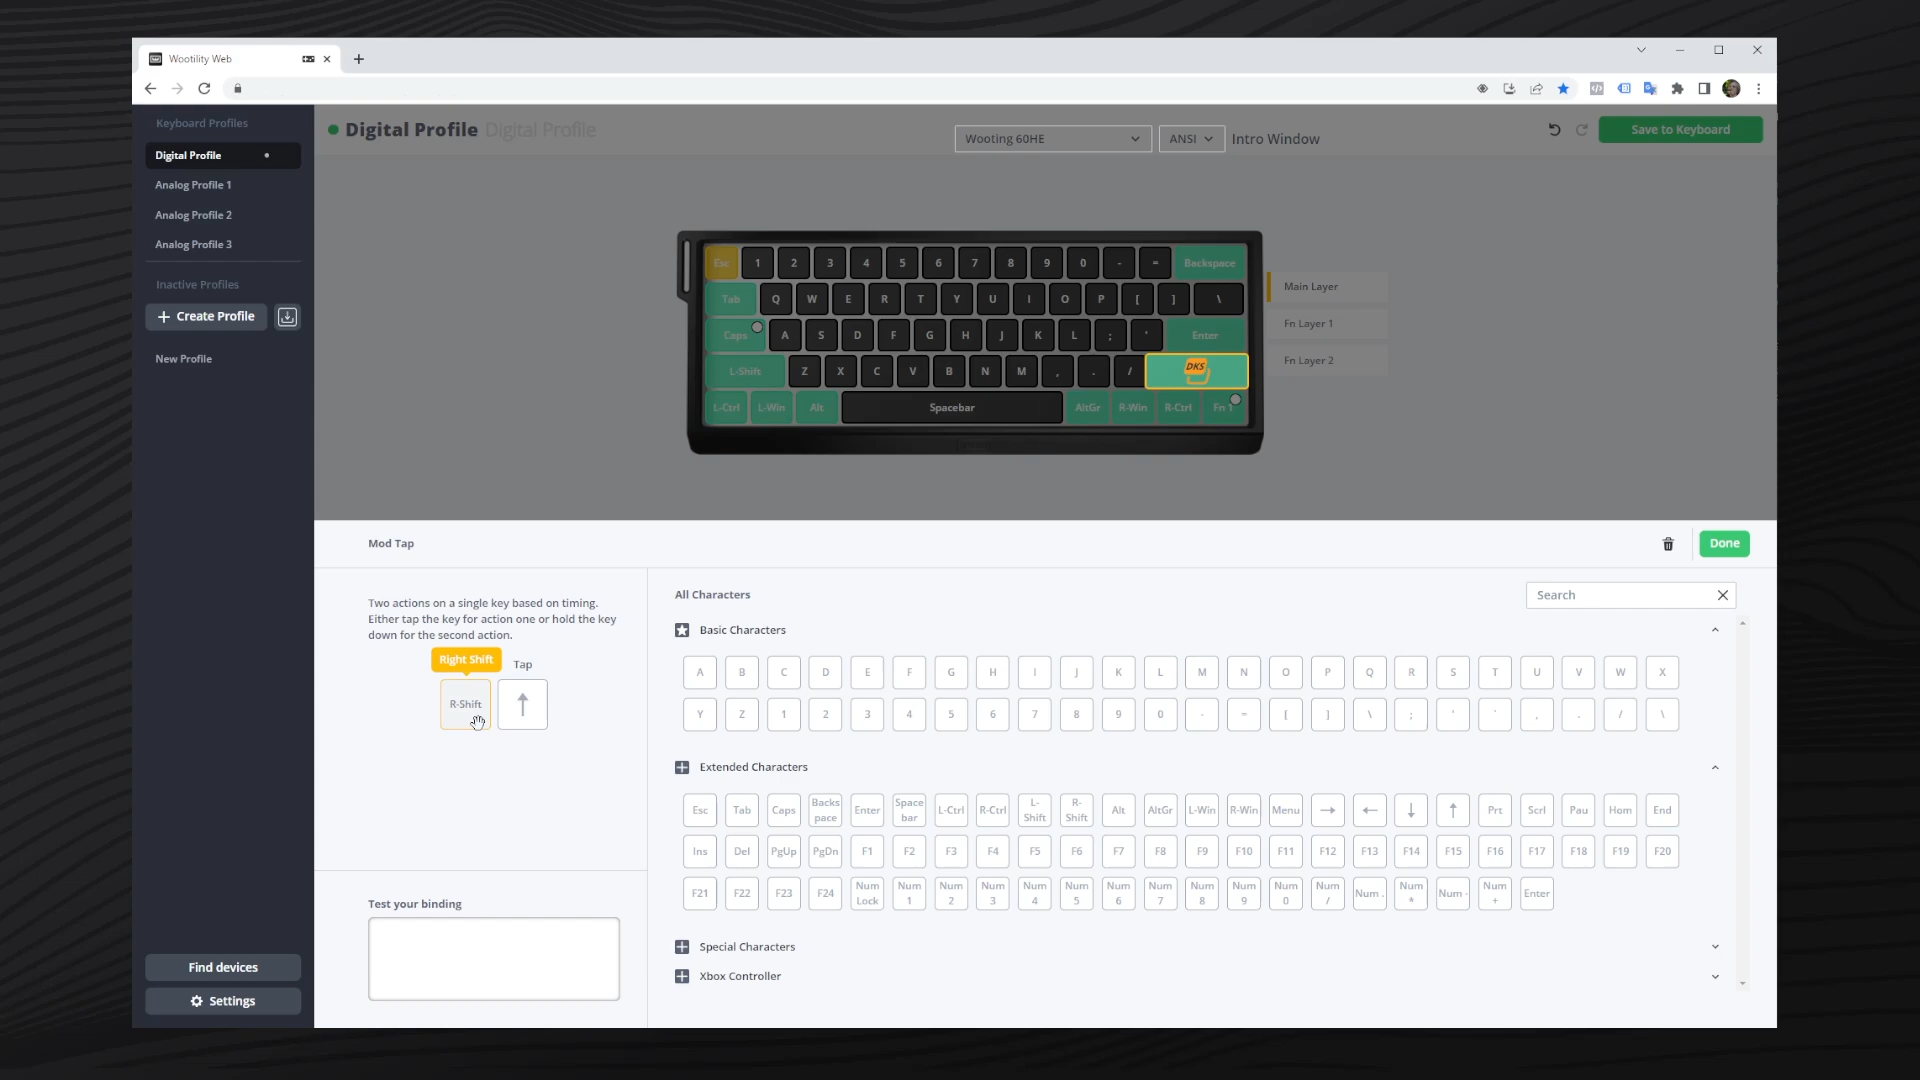 Wootility Web
Keyboard Profiles
Digital Profile
Analog Profile 1
Analog Profile 2
Analog Profile 3
Inactive Profiles
Create Profile
New Profile
Find devices
Settings
Digital Profile Digital Profile
Wooting 60HE ANSI Intro Window
Save to Keyboard
Esc 1 2 3 4 5 6 7 8 9 0 - = Backspace
Tab Q W E R T Y U I O P [ ] \
Caps A S D F G H J K L ; ' Enter
L-Shift Z X C V B N M , . / DKS
L-Ctrl L-Win Alt Spacebar AltGr R-Win R-Ctrl Fn 1
Main Layer
Fn Layer 1
Fn Layer 2
Mod Tap
Done
Two actions on a single key based on timing.
Either tap the key for action one or hold the key
down for the second action.
Right Shift Tap
R-Shift ↑
Test your binding
All Characters
Search
Basic Characters
A B C D E F G H I J K L M N O P Q R S T U V W X
Y Z 1 2 3 4 5 6 7 8 9 0 - = [ ] \ ; ' ` , . / \
Extended Characters
Esc Tab Caps Backspace Enter Spacebar L-Ctrl R-Ctrl L-Shift R-Shift Alt AltGr L-Win R-Win Menu → ← ↓ ↑ Prt Scrl Pau Hom End
Ins Del PgUp PgDn F1 F2 F3 F4 F5 F6 F7 F8 F9 F10 F11 F12 F13 F14 F15 F16 F17 F18 F19 F20
F21 F22 F23 F24 Num Lock Num 1 Num 2 Num 3 Num 4 Num 5 Num 6 Num 7 Num 8 Num 9 Num 0 Num / Num . Num * Num - Num + Enter
Special Characters
Xbox Controller